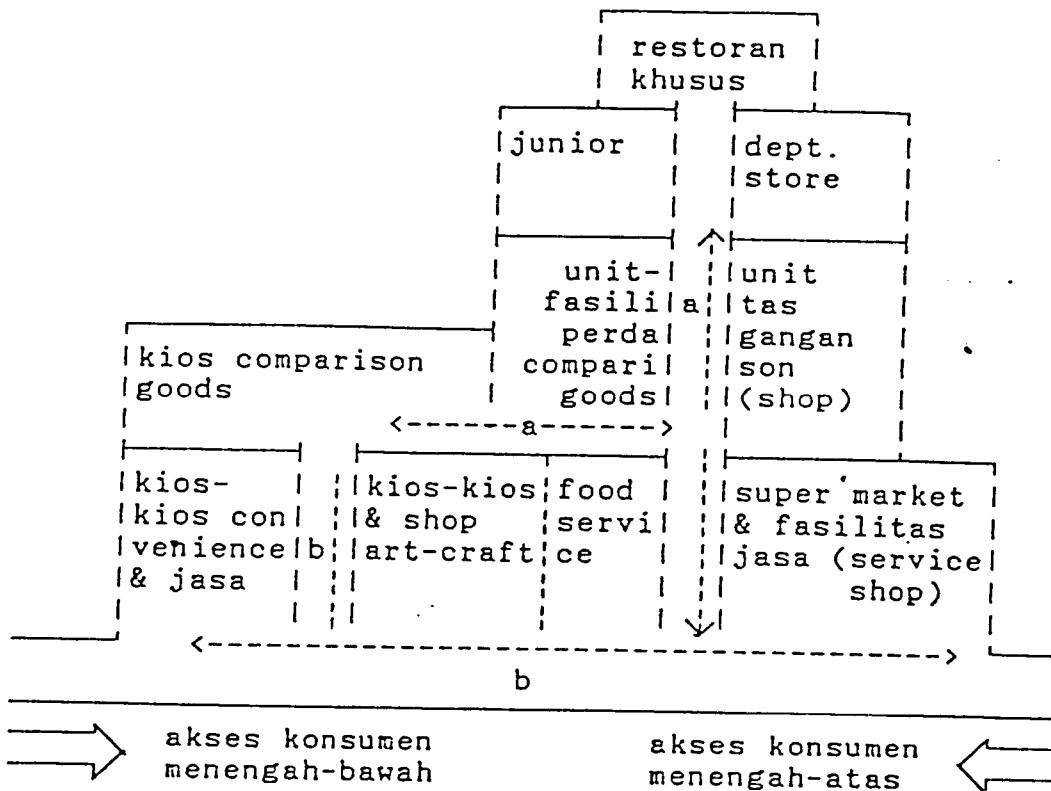 restoran
khusus
junior
dept.
store
unit-
fasili
perda
compari
goods
a
unit
tas
gangan
son
(shop)
kios comparison
goods
a
kios-
kios con
venience
& jasa
b
kios-kios
& shop
art-craft
food
servi
ce
super market
& fasilitas
jasa (service
shop)
b
akses konsumen
menengah-bawah
akses konsumen
menengah-atas